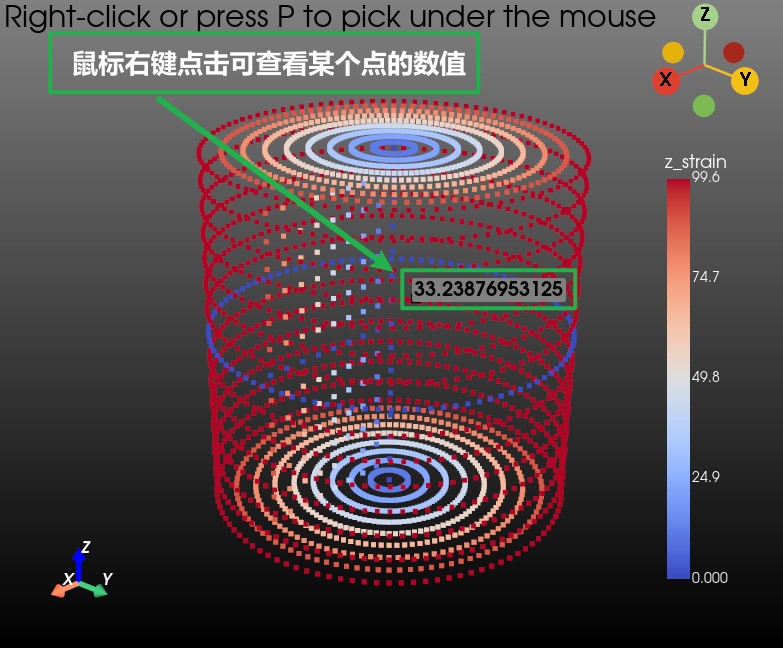 Right-click or press P to pick under the mouse
Z
鼠标右键点击可查看某个点的数值
X
Y
z_strain
99.6
33.23876953125
74.7
49.8
24.9
Z
X
Y
0.000